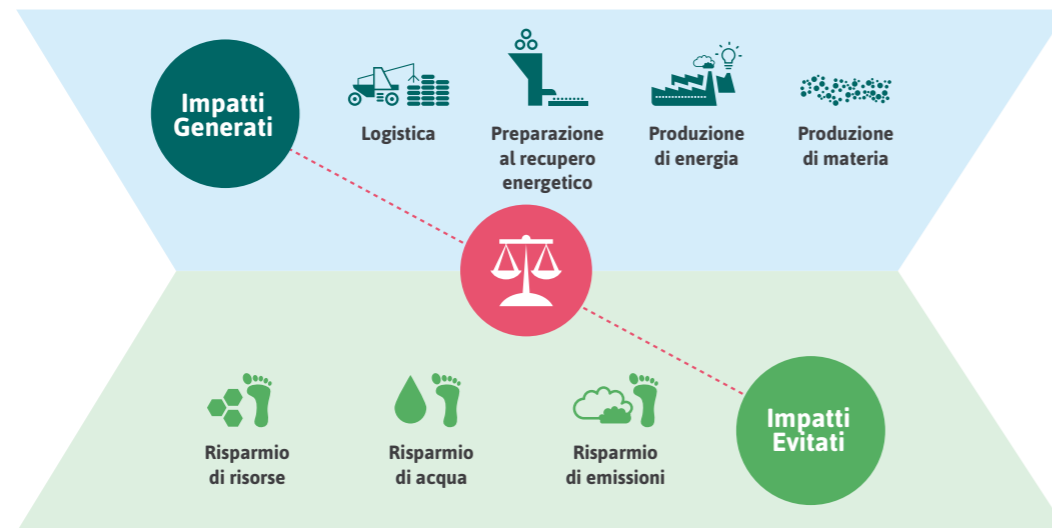 Impatti
Generati
Logistica
Preparazione
al recupero
energetico
Produzione
di energia
Produzione
di materia
Risparmio
di risorse
Risparmio
di acqua
Risparmio
di emissioni
Impatti
Evitati